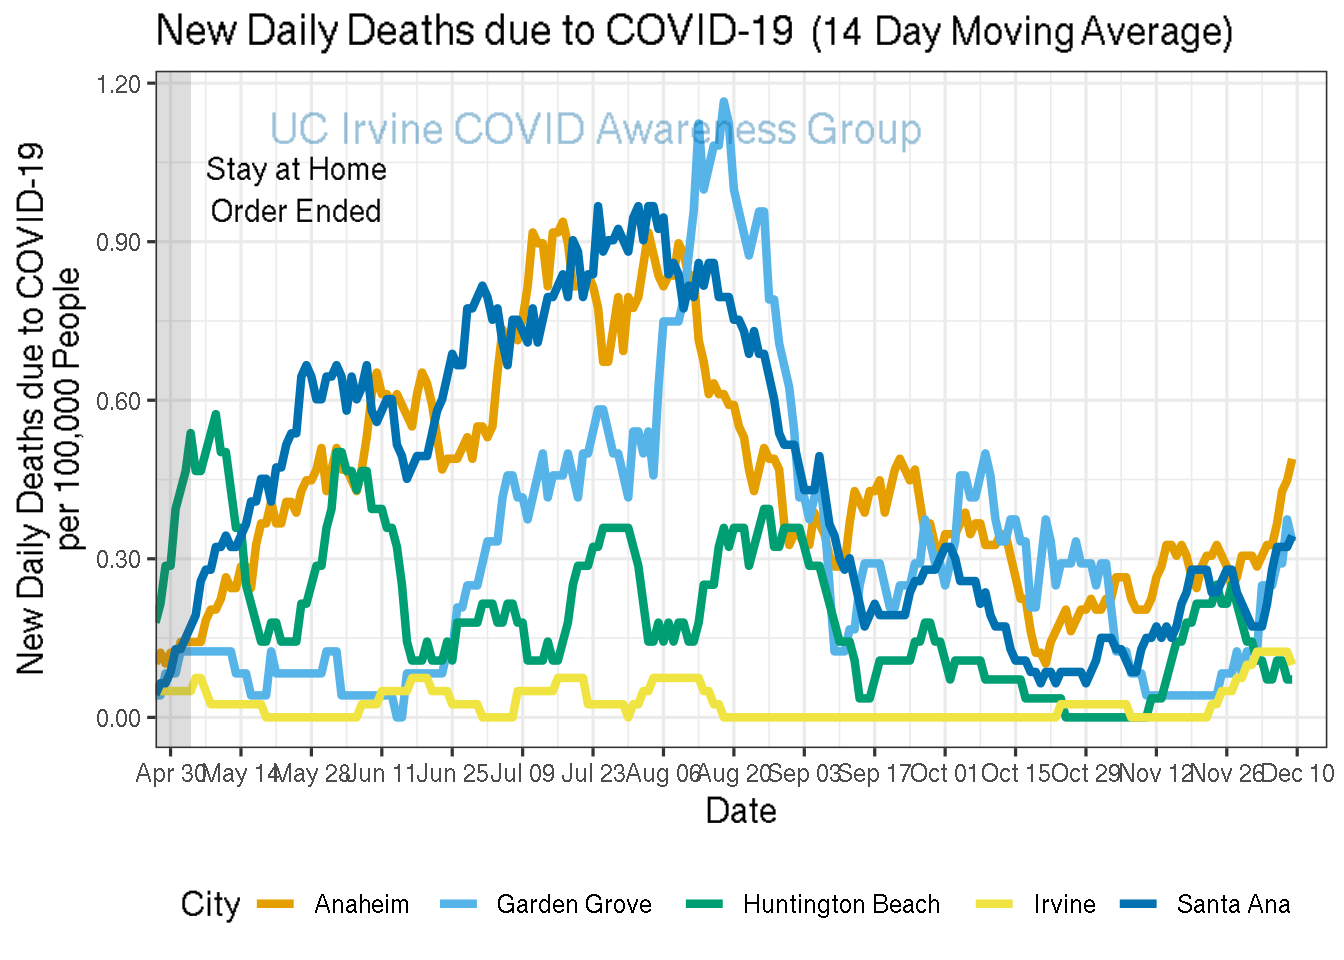 New Daily Deaths due to COVID-19 (14 Day Moving Average)
UC Irvine COVID Awareness Group
Stay at Home
Order Ended
New Daily Deaths due to COVID-19
per 100,000 People
1.20
0.90
0.60
0.30
0.00
Apr 30 May 14 May 28 Jun 11 Jun 25 Jul 09 Jul 23 Aug 06 Aug 20 Sep 03 Sep 17 Oct 01 Oct 15 Oct 29 Nov 12 Nov 26 Dec 10
Date
City Anaheim Garden Grove Huntington Beach Irvine Santa Ana